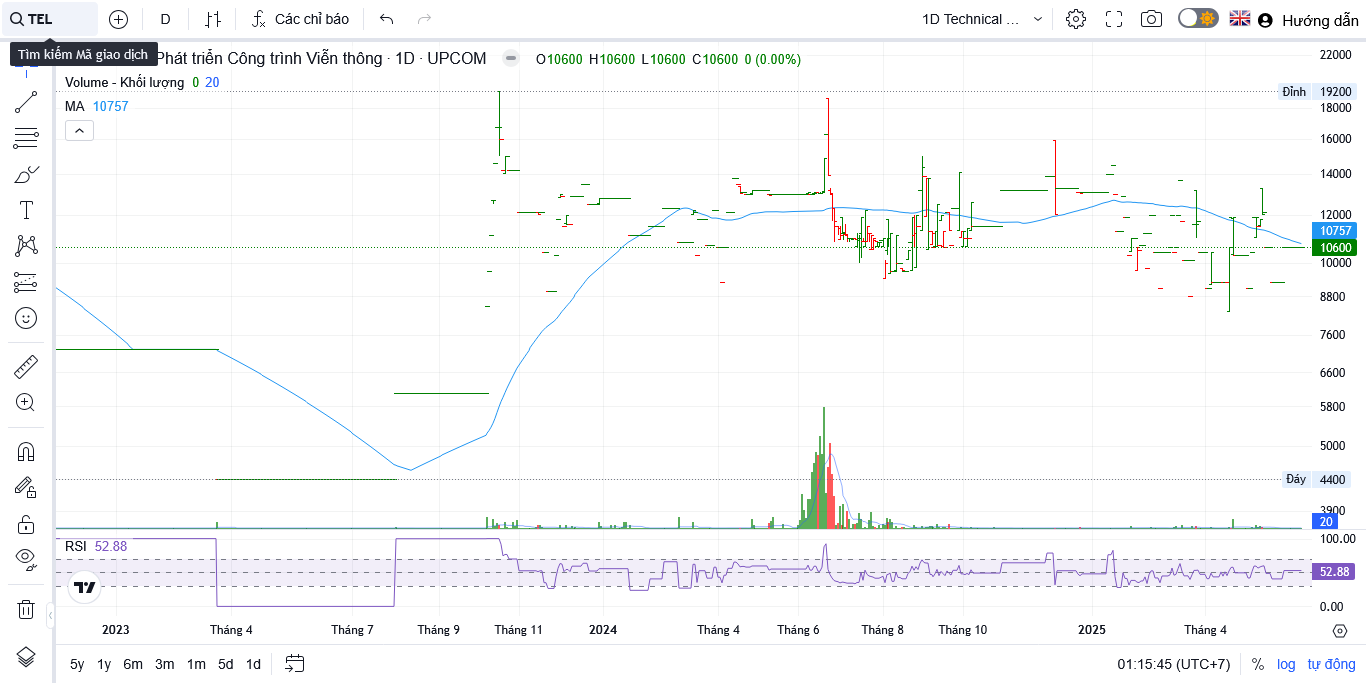 TEL D Các chỉ báo 1D Technical ... Hướng dẫn
Tìm kiếm Mã giao dịch
Phát triển Công trình Viễn thông · 1D · UPCOM O10600 H10600 L10600 C10600 0 (0.00%)
Volume - Khối lượng 0 20
MA 10757
22000
Đỉnh 19200
18000
16000
14000
12000
10757
10600
10000
8800
7600
6600
5800
5000
Đáy 4400
3900
20
RSI 52.88
100.00
52.88
0.00
2023 Tháng 4 Tháng 7 Tháng 9 Tháng 11 2024 Tháng 4 Tháng 6 Tháng 8 Tháng 10 2025 Tháng 4
5y 1y 6m 3m 1m 5d 1d 01:15:45 (UTC+7) % log tự động